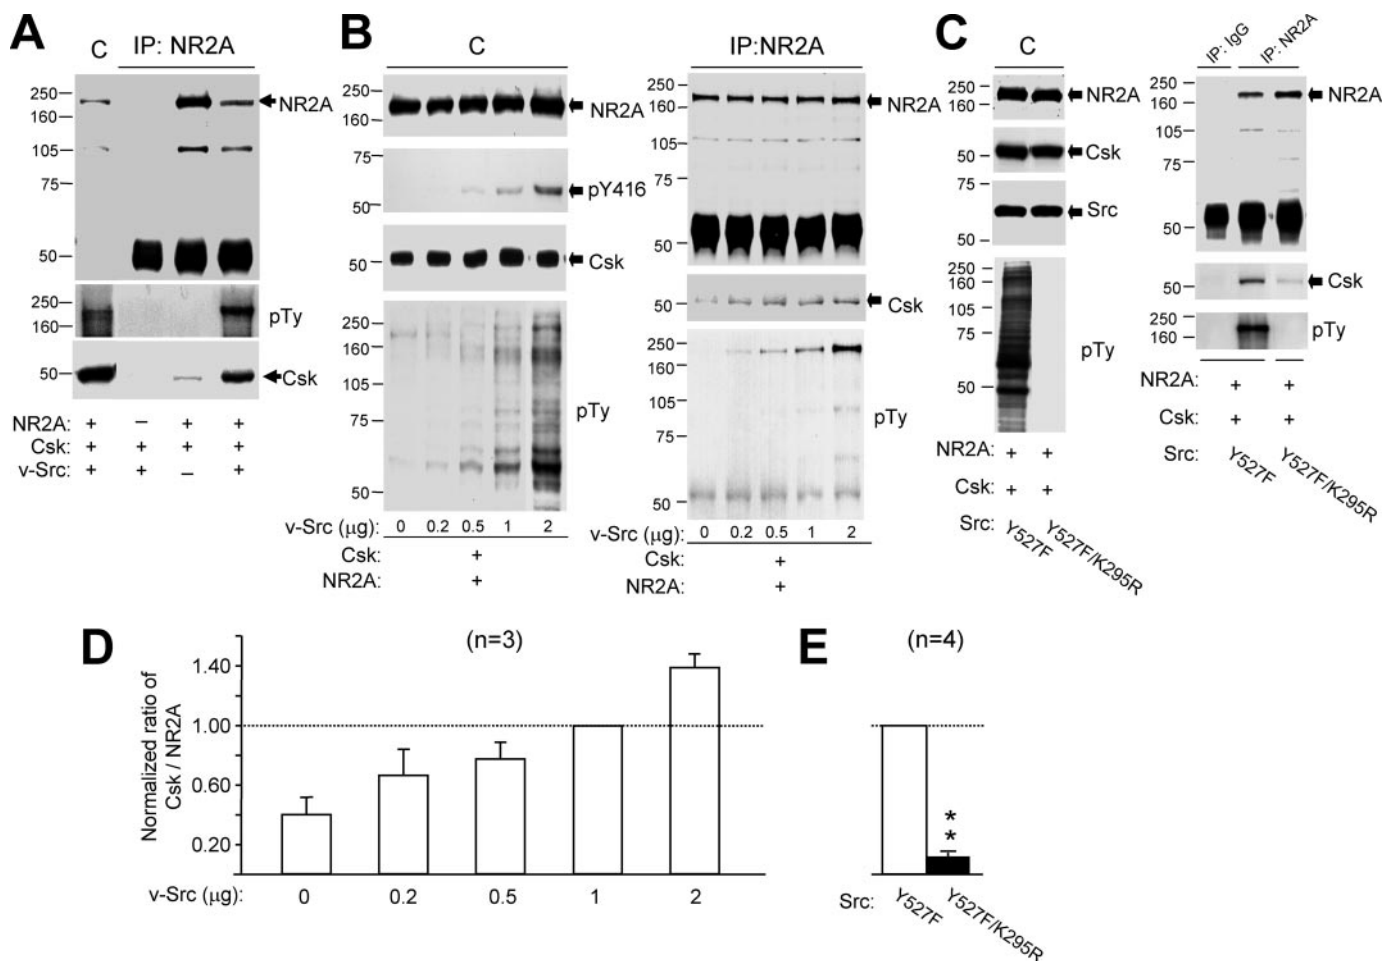 A
C
IP: NR2A
250
160
105
75
50
NR2A
250
160
pTy
50
Csk
NR2A: + – + +
Csk: + + + +
v-Src: + + – +
B
C
250
160
NR2A
75
50
pY416
50
Csk
250
160
105
75
50
pTy
v-Src (μg): 0 0.2 0.5 1 2
Csk: +
NR2A: +
IP:NR2A
250
160
105
75
50
NR2A
50
Csk
250
160
105
75
50
pTy
v-Src (μg): 0 0.2 0.5 1 2
Csk: +
NR2A: +
C
C
250
160
NR2A
50
Csk
75
50
Src
250
160
105
75
50
pTy
NR2A: + +
Csk: + +
Src: Y527F Y527F/K295R
IP: IgG
IP: NR2A
250
160
105
75
50
NR2A
50
Csk
250
160
pTy
NR2A: + +
Csk: + +
Src: Y527F Y527F/K295R
D
(n=3)
Normalized ratio of
Csk / NR2A
1.40
1.00
0.60
0.20
v-Src (μg): 0 0.2 0.5 1 2
E
(n=4)
*
*
Src: Y527F Y527F/K295R